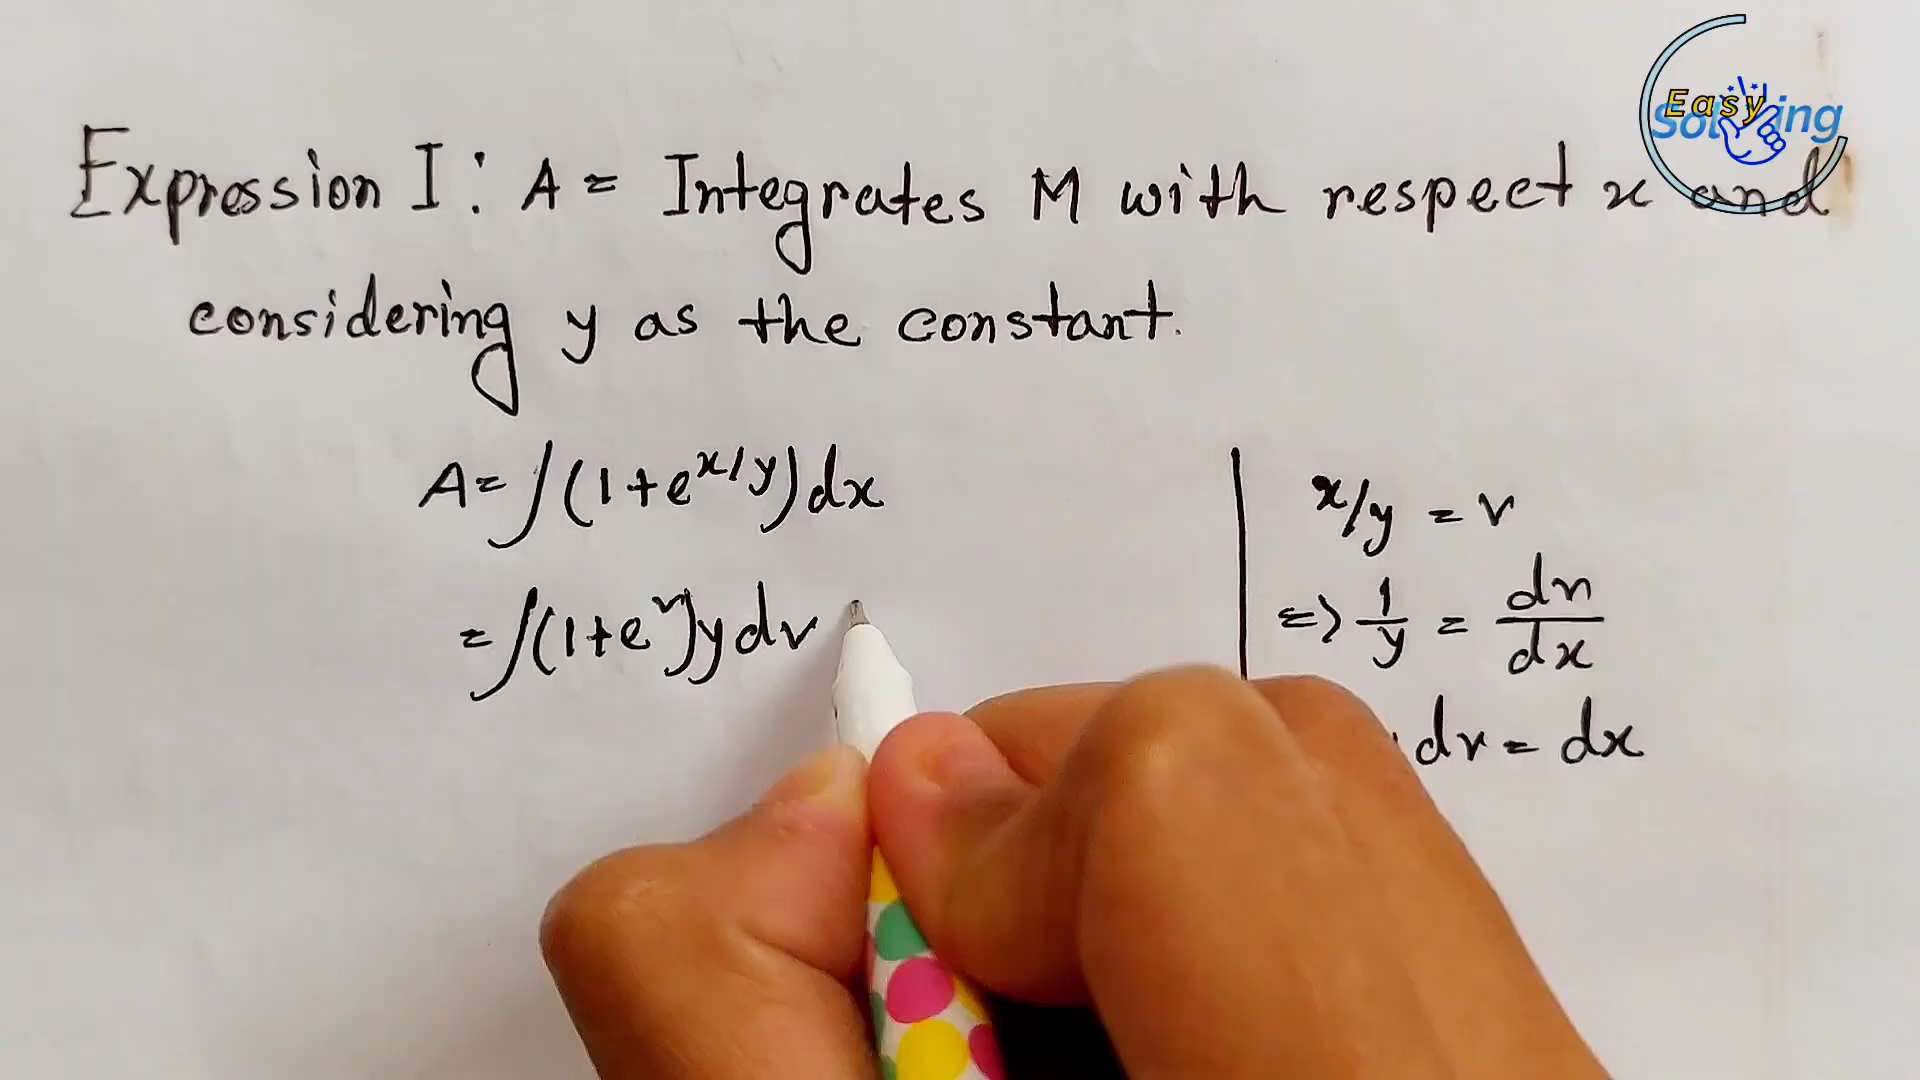 Easy
Solving
Expression I: A = Integrates M with respect x and
considering y as the constant.
A = ∫(1+e^x/y)dx
= ∫(1+e^v)y dv
x/y = v
=> 1/y = dv/dx
dv = dx